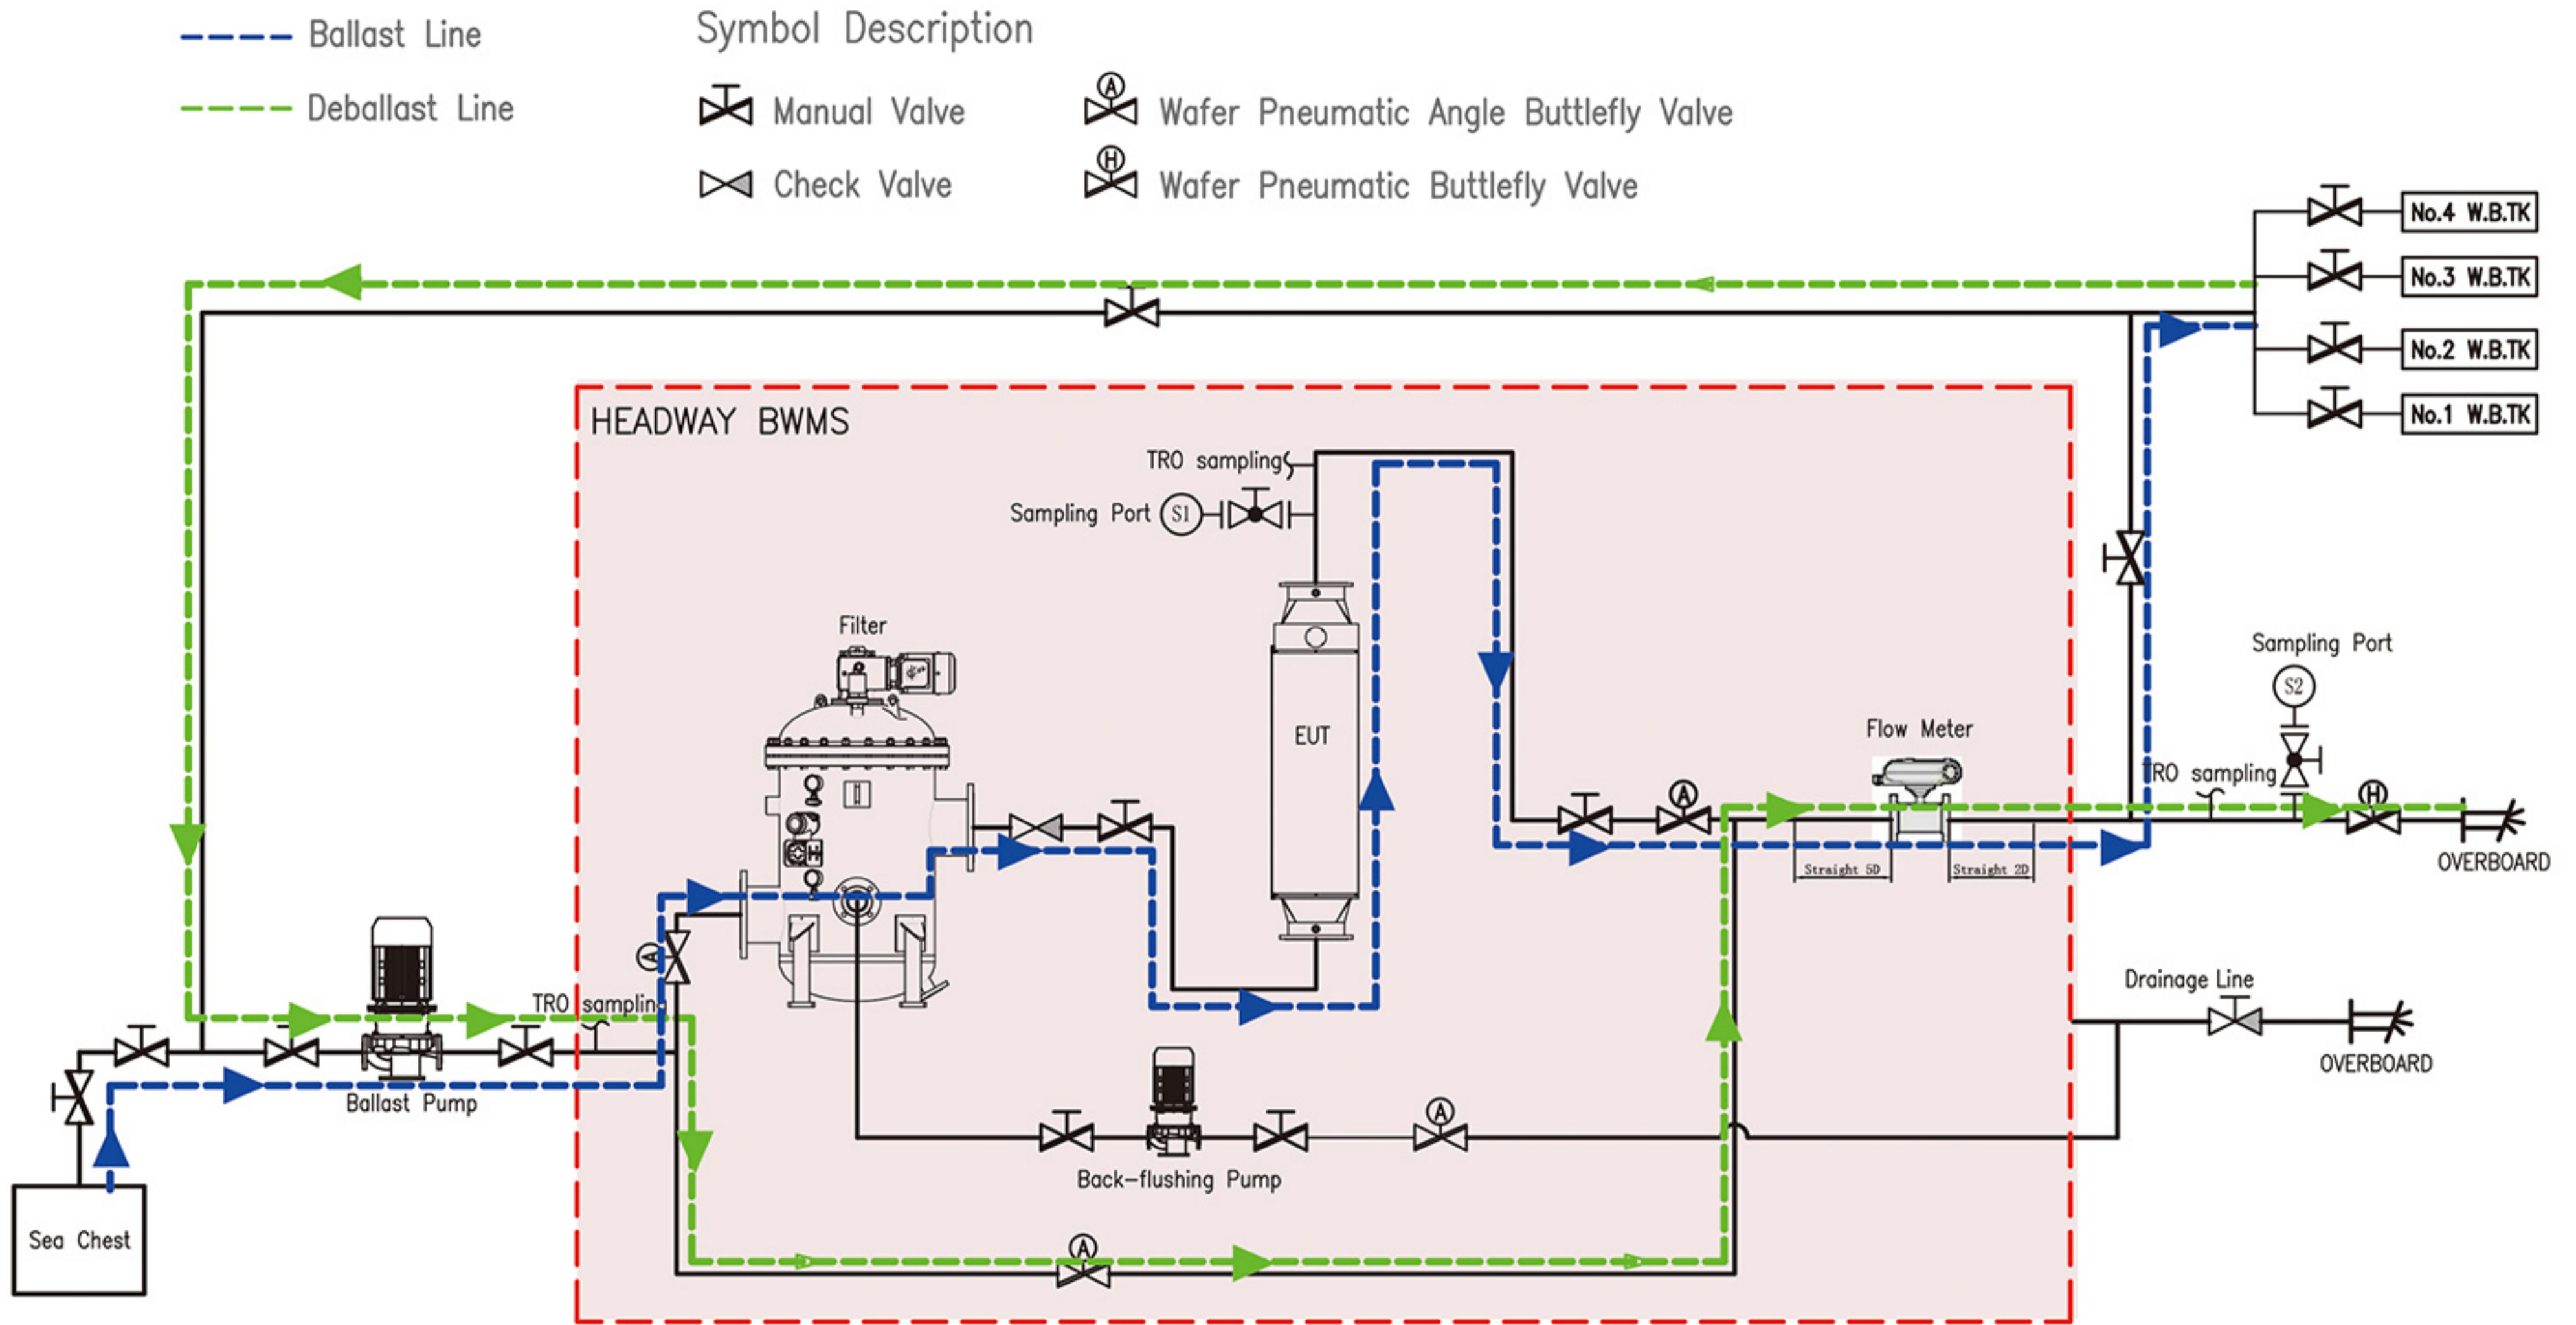 Ballast Line
Deballast Line
Symbol Description
Manual Valve
A
Wafer Pneumatic Angle Buttlefly Valve
Check Valve
H
Wafer Pneumatic Buttlefly Valve
No.4 W.B.TK
No.3 W.B.TK
No.2 W.B.TK
No.1 W.B.TK
HEADWAY BWMS
TRO sampling
Sampling Port S1
Filter
EUT
H
Flow Meter
Sampling Port
S2
TRO sampling
A
H
Straight 5D
Straight 2D
OVERBOARD
A
TRO sampling
Ballast Pump
Drainage Line
OVERBOARD
A
Back-flushing Pump
Sea Chest
A